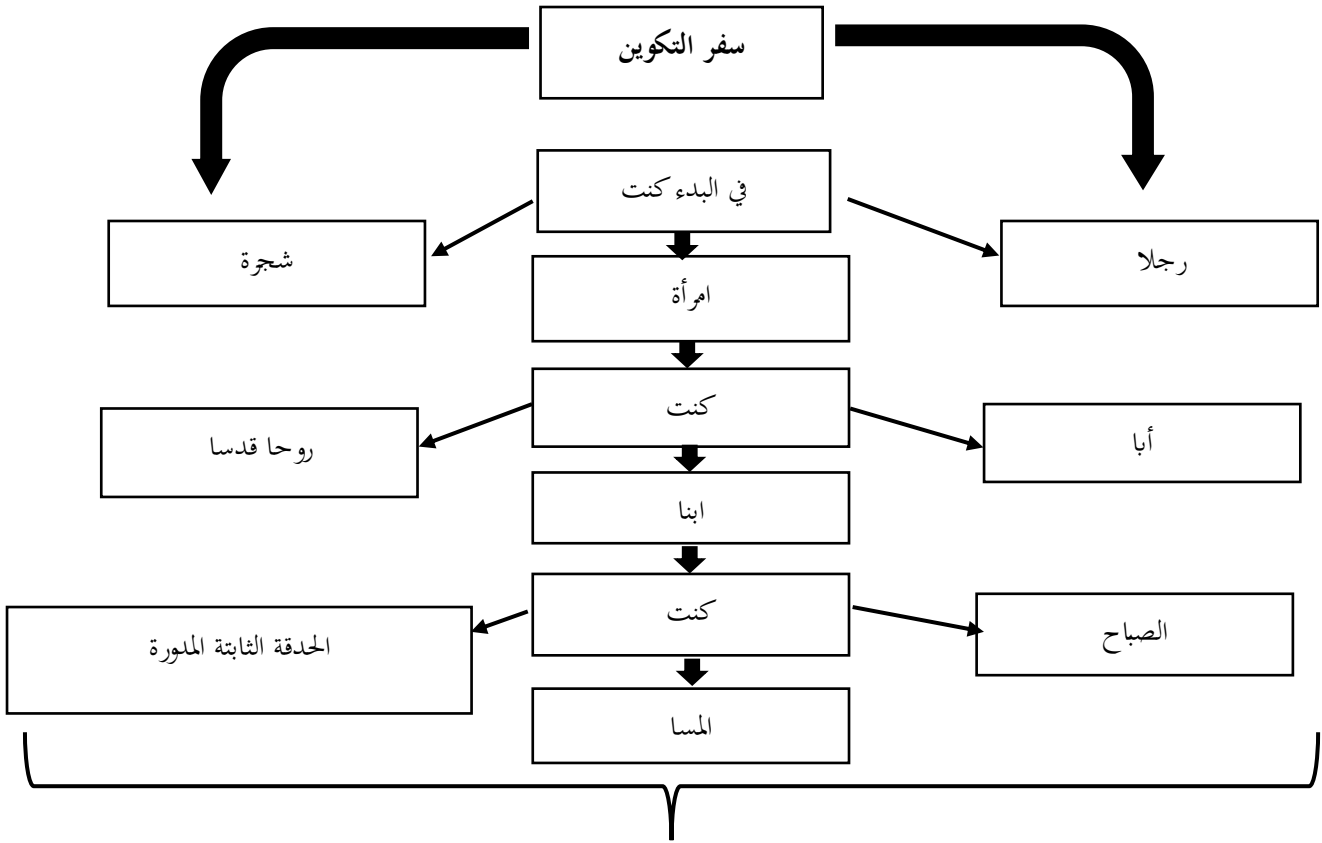 سفر التكوين
في البدء كنت
رجلا
شجرة
امرأة
كنت
أبا
روحا قدسا
ابنا
كنت
الصباح
الحدقة الثابتة المدورة
المسا